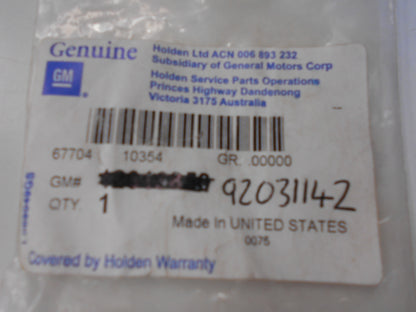 Genuine
GM
Holden Ltd ACN 006 893 232
Subsidiary of General Motors Corp
Holden Service Parts Operations
Princes Highway Dandenong
Victoria 3175 Australia
67704 10354 GR. .00000
GM# 92031142
QTY. 1
Made In UNITED STATES
0075
Covered by Holden Warranty